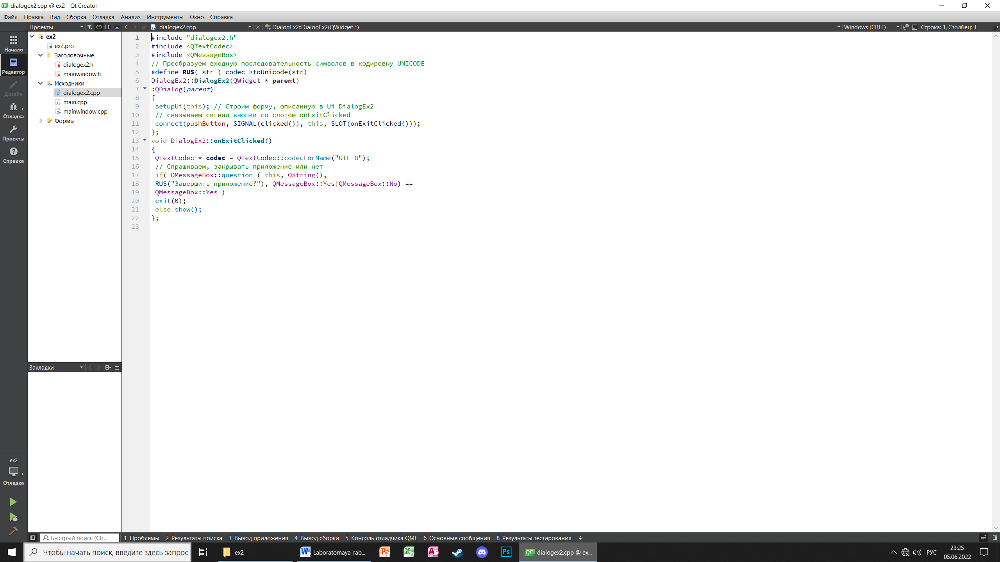 dialogex2.cpp @ ex2 - Qt Creator
Файл Правка Вид Сборка Отладка Анализ Инструменты Окно Справка
Проекты
dialogex2.cpp
DialogEx2::DialogEx2(QWidget *)
Windows (CRLF)
Строка: 1, Столбец: 1
Начало
Редактор
Дизайн
Отладка
Проекты
Справка
ex2
ex2.pro
Заголовочные
dialogex2.h
mainwindow.h
Исходники
dialogex2.cpp
main.cpp
mainwindow.cpp
Формы
1 #include "dialogex2.h"
2 #include <QTextCodec>
3 #include <QMessageBox>
4 // Преобразуем входную последовательность символов в кодировку UNICODE
5 #define RUS( str ) codec->toUnicode(str)
6 DialogEx2::DialogEx2(QWidget * parent)
7 :QDialog(parent)
8 {
9 setupUi(this); // Строим форму, описанную в Ui_DialogEx2
10 // связываем сигнал кнопки со слотом onExitClicked
11 connect(pushButton, SIGNAL(clicked()), this, SLOT(onExitClicked()));
12 };
13 void DialogEx2::onExitClicked()
14 {
15 QTextCodec * codec = QTextCodec::codecForName("UTF-8");
16 // Спрашиваем, закрывать приложение или нет
17 if( QMessageBox::question ( this, QString(),
18 RUS("Завершить приложение?"), QMessageBox::Yes|QMessageBox::No) ==
19 QMessageBox::Yes )
20 exit(0);
21 else show();
22 };
23
Закладки
ex2
Отладка
Быстрый поиск (Ctr...
1 Проблемы 2 Результаты поиска 3 Вывод приложения 4 Вывод сборки 5 Консоль отладчика QML 6 Основные сообщения 8 Результаты тестирования
Чтобы начать поиск, введите здесь запрос
ex2
Laboratornaya_rab...
Ps
QC
dialogex2.cpp @ ex...
РУС
23:25
05.06.2022